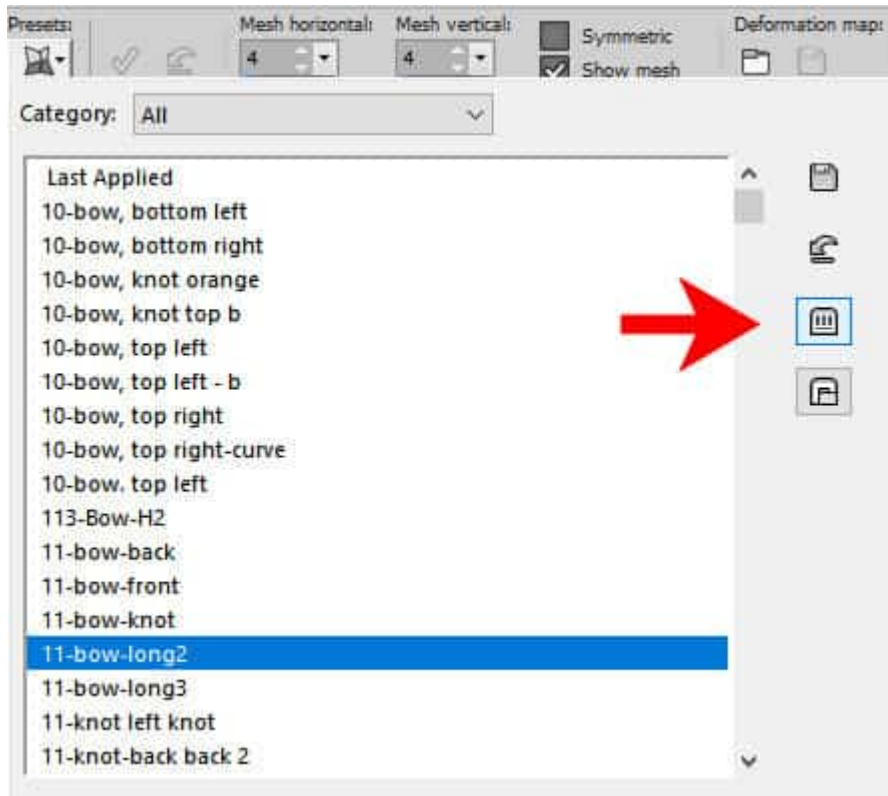 Presets:
Mesh horizontal:
Mesh vertical:
Symmetric
Deformation map:
4
4
Show mesh
Category:
All
Last Applied
10-bow, bottom left
10-bow, bottom right
10-bow, knot orange
10-bow, knot top b
10-bow, top left
10-bow, top left - b
10-bow, top right
10-bow, top right-curve
10-bow. top left
113-Bow-H2
11-bow-back
11-bow-front
11-bow-knot
11-bow-long2
11-bow-long3
11-knot left knot
11-knot-back back 2